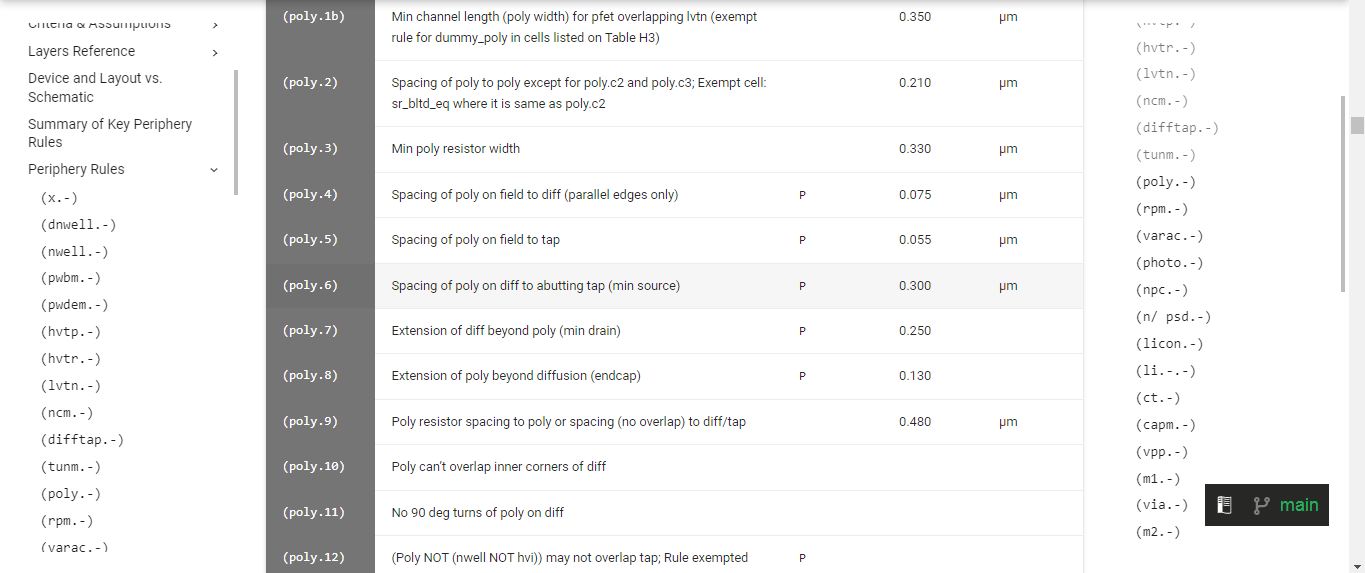 Criteria & Assumptions
Layers Reference
Device and Layout vs.
Schematic
Summary of Key Periphery
Rules
Periphery Rules
(x.-)
(dnwell.-)
(nwell.-)
(pwbm.-)
(pwdem.-)
(hvtp.-)
(hvtr.-)
(lvtn.-)
(ncm.-)
(difftap.-)
(tunm.-)
(poly.-)
(rpm.-)
(varac.-)
(poly.1b) Min channel length (poly width) for pfet overlapping lvtn (exempt 0.350 µm
rule for dummy_poly in cells listed on Table H3)
(poly.2) Spacing of poly to poly except for poly.c2 and poly.c3; Exempt cell: 0.210 µm
sr_bltd_eq where it is same as poly.c2
(poly.3) Min poly resistor width 0.330 µm
(poly.4) Spacing of poly on field to diff (parallel edges only) P 0.075 µm
(poly.5) Spacing of poly on field to tap P 0.055 µm
(poly.6) Spacing of poly on diff to abutting tap (min source) P 0.300 µm
(poly.7) Extension of diff beyond poly (min drain) P 0.250
(poly.8) Extension of poly beyond diffusion (endcap) P 0.130
(poly.9) Poly resistor spacing to poly or spacing (no overlap) to diff/tap 0.480 µm
(poly.10) Poly can’t overlap inner corners of diff
(poly.11) No 90 deg turns of poly on diff
(poly.12) (Poly NOT (nwell NOT hvi)) may not overlap tap; Rule exempted P
(hvtp.-)
(hvtr.-)
(lvtn.-)
(ncm.-)
(difftap.-)
(tunm.-)
(poly.-)
(rpm.-)
(varac.-)
(photo.-)
(npc.-)
(n/ psd.-)
(licon.-)
(li.-.-)
(ct.-)
(capm.-)
(vpp.-)
(m1.-)
(via.-)
(m2.-)
main